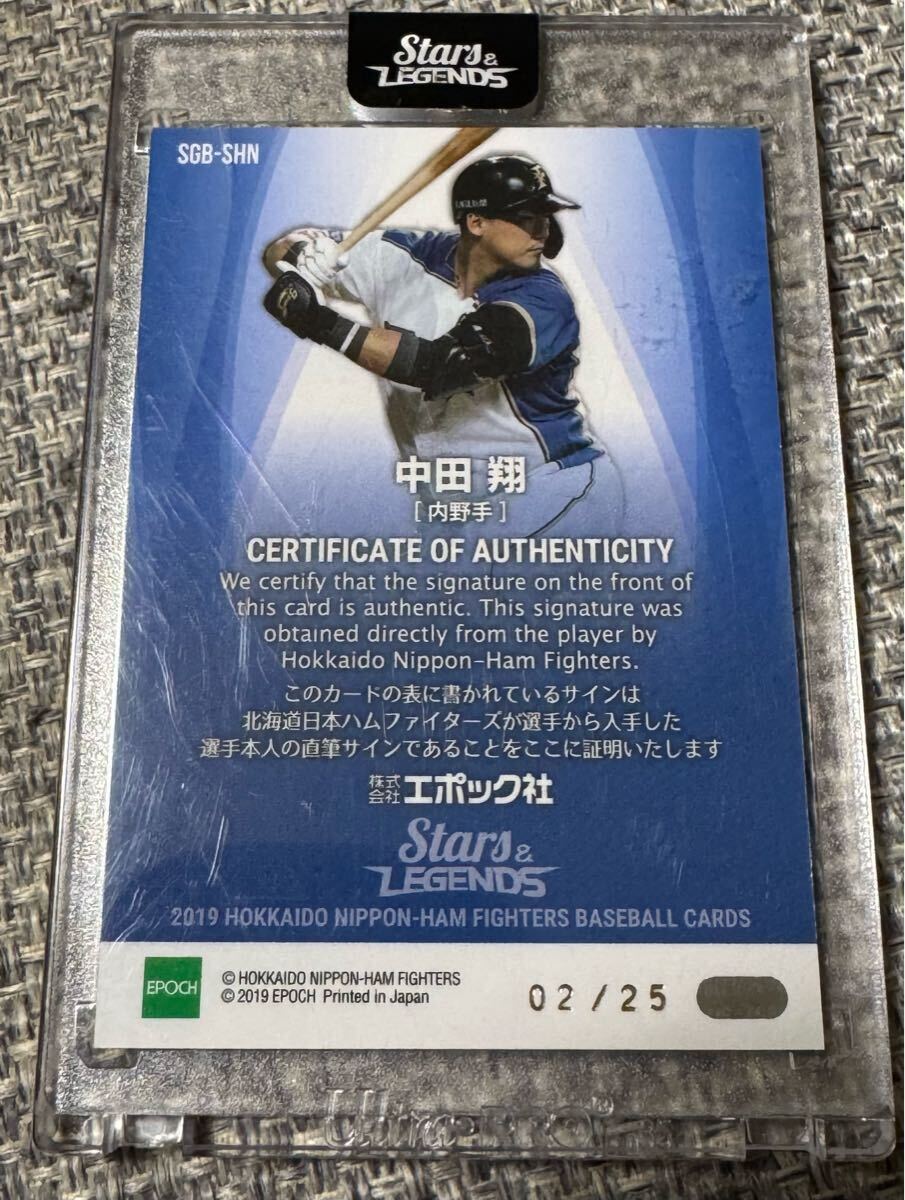 Stars &
LEGENDS
SGB-SHN
中田 翔
[ 内野手 ]
CERTIFICATE OF AUTHENTICITY
We certify that the signature on the front of
this card is authentic. This signature was
obtained directly from the player by
Hokkaido Nippon-Ham Fighters.
このカードの表に書かれているサインは
北海道日本ハムファイターズが選手から入手した
選手本人の直筆サインであることをここに証明いたします
株式会社エポック社
Stars &
LEGENDS
2019 HOKKAIDO NIPPON-HAM FIGHTERS BASEBALL CARDS
EPOCH
© HOKKAIDO NIPPON-HAM FIGHTERS
© 2019 EPOCH Printed in Japan
02/25
Ultra PRO